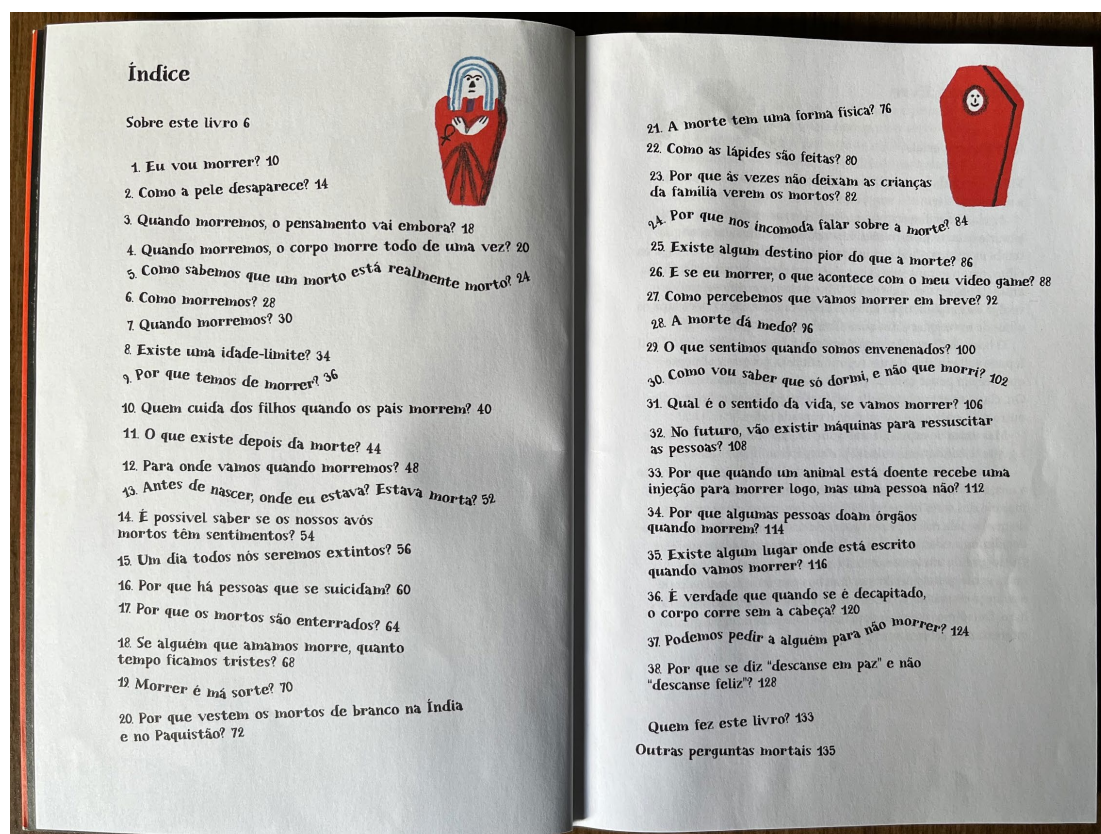 Índice
Sobre este livro 6
1. Eu vou morrer? 10
2. Como a pele desaparece? 14
3. Quando morremos, o pensamento vai embora? 18
4. Quando morremos, o corpo morre todo de uma vez? 20
5. Como sabemos que um morto está realmente morto? 24
6. Como morremos? 28
7. Quando morremos? 30
8. Existe uma idade-limite? 34
9. Por que temos de morrer? 36
10. Quem cuida dos filhos quando os pais morrem? 40
11. O que existe depois da morte? 44
12. Para onde vamos quando morremos? 48
13. Antes de nascer, onde eu estava? Estava morta? 52
14. É possível saber se os nossos avós
mortos têm sentimentos? 54
15. Um dia todos nós seremos extintos? 56
16. Por que há pessoas que se suicidam? 60
17. Por que os mortos são enterrados? 64
18. Se alguém que amamos morre, quanto
tempo ficamos tristes? 68
19. Morrer é má sorte? 70
20. Por que vestem os mortos de branco na Índia
e no Paquistão? 72
21. A morte tem uma forma física? 76
22. Como as lápides são feitas? 80
23. Por que às vezes não deixam as crianças
da família verem os mortos? 82
24. Por que nos incomoda falar sobre a morte? 84
25. Existe algum destino pior do que a morte? 86
26. E se eu morrer, o que acontece com o meu video game? 88
27. Como percebemos que vamos morrer em breve? 92
28. A morte dá medo? 96
29. O que sentimos quando somos envenenados? 100
30. Como vou saber que só dormi, e não que morri? 102
31. Qual é o sentido da vida, se vamos morrer? 106
32. No futuro, vão existir máquinas para ressuscitar
as pessoas? 108
33. Por que quando um animal está doente recebe uma
injeção para morrer logo, mas uma pessoa não? 112
34. Por que algumas pessoas doam órgãos
quando morrem? 114
35. Existe algum lugar onde está escrito
quando vamos morrer? 116
36. É verdade que quando se é decapitado,
o corpo corre sem a cabeça? 120
37. Podemos pedir a alguém para não morrer? 124
38. Por que se diz "descanse em paz" e não
"descanse feliz"? 128
Quem fez este livro? 133
Outras perguntas mortais 135